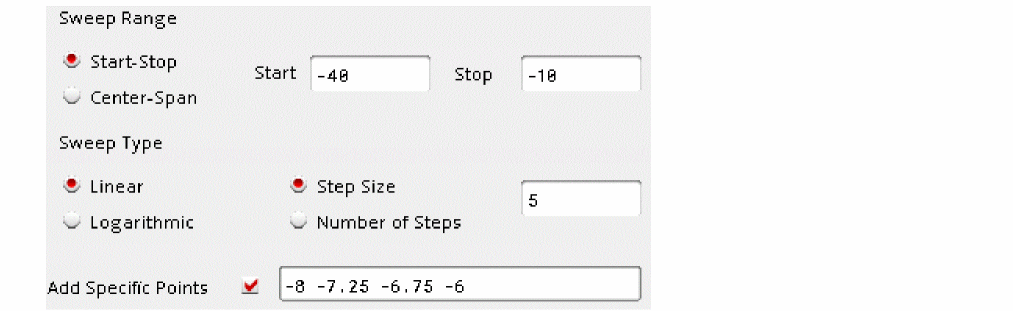 Sweep Range
Start-Stop Start -40 Stop -10
Center-Span
Sweep Type
Linear Step Size 5
Logarithmic Number of Steps
Add Specific Points -8 -7.25 -6.75 -6